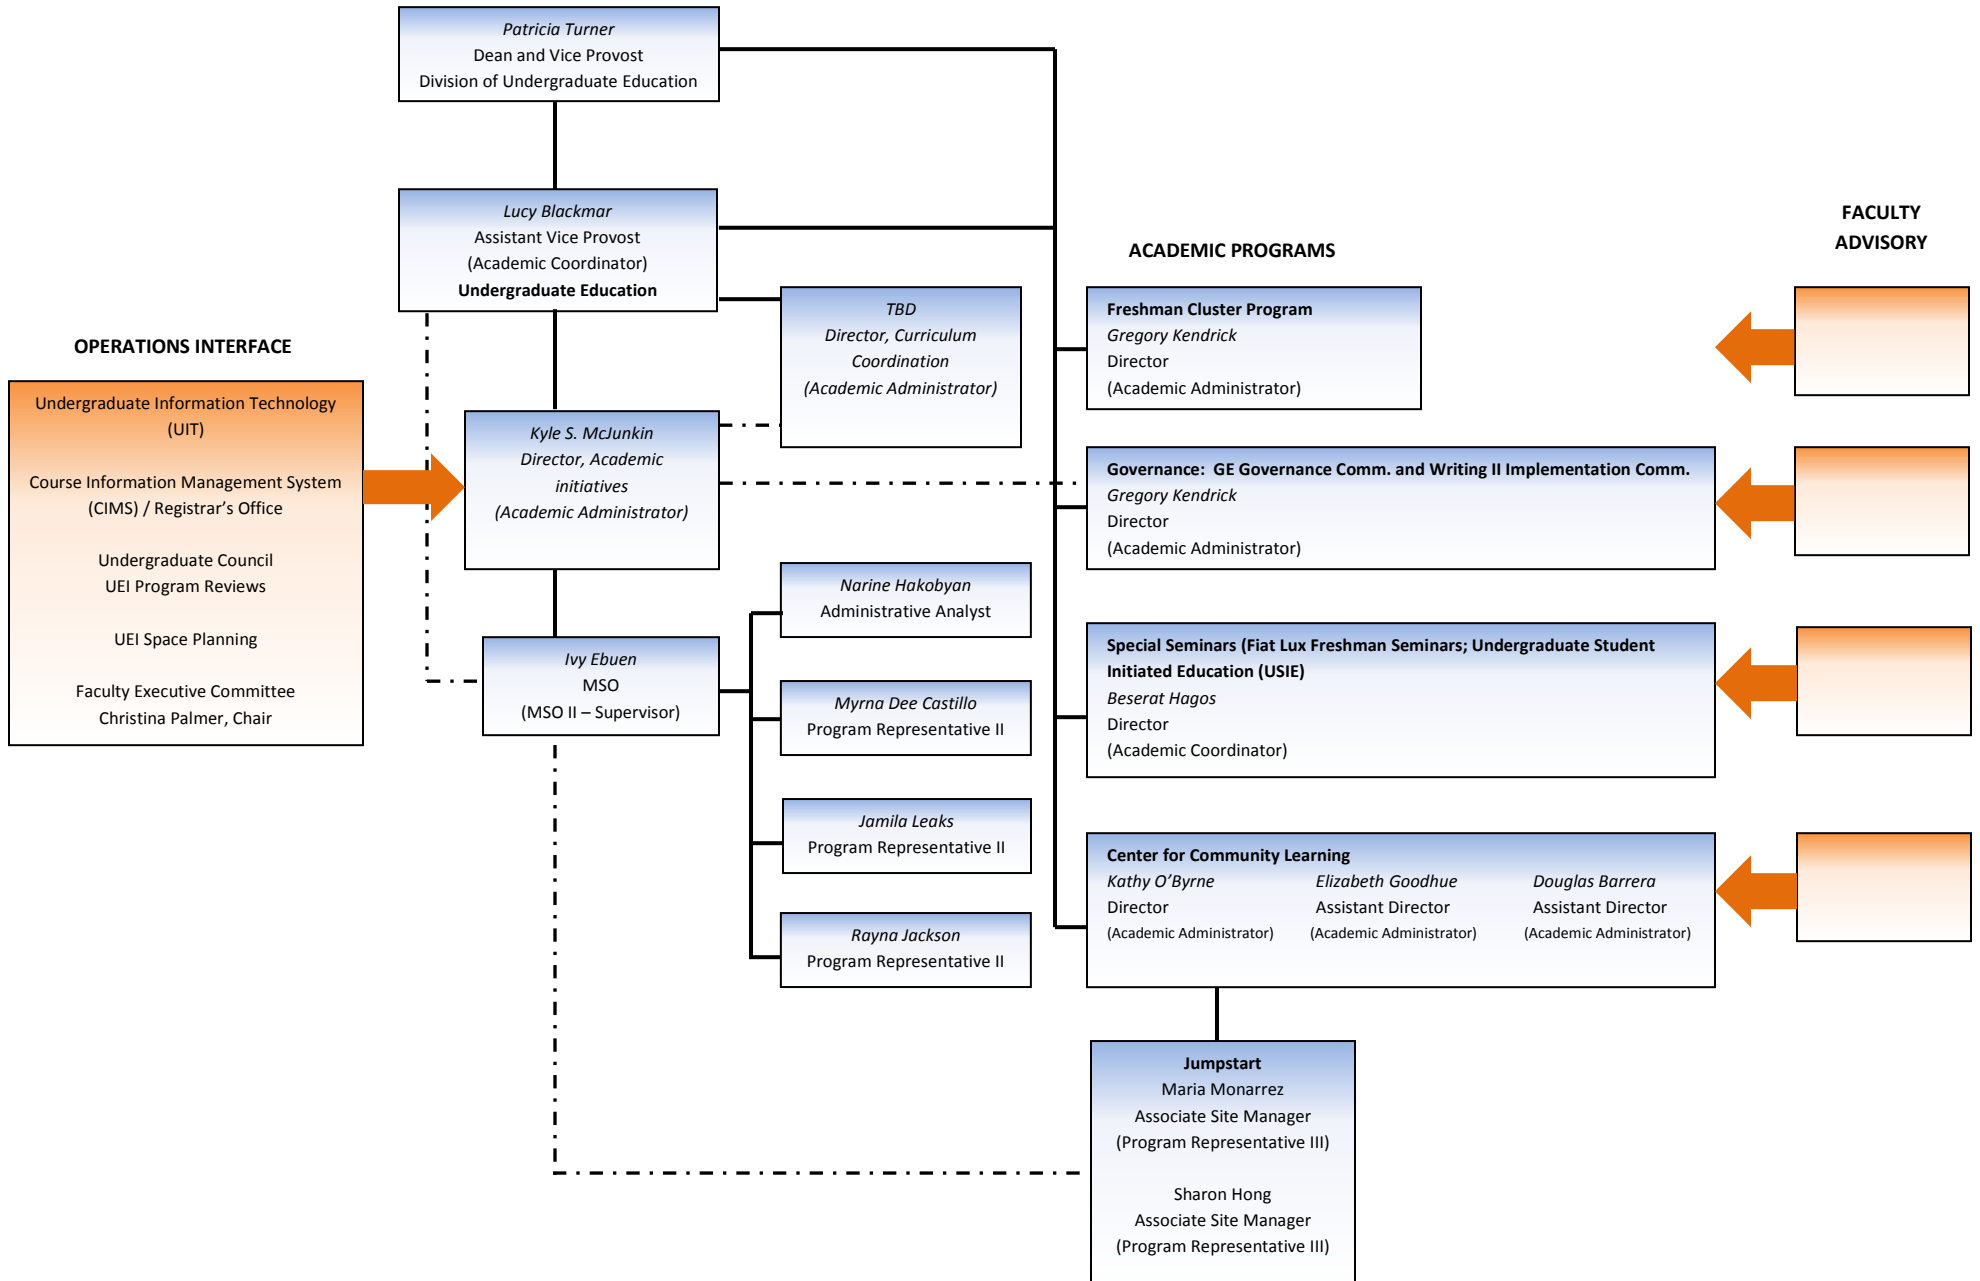 Patricia Turner
Dean and Vice Provost
Division of Undergraduate Education
Lucy Blackmar
Assistant Vice Provost
(Academic Coordinator)
Undergraduate Education
OPERATIONS INTERFACE
Undergraduate Information Technology
(UIT)
Course Information Management System
(CIMS) / Registrar's Office
Undergraduate Council
UEI Program Reviews
UEI Space Planning
Faculty Executive Committee
Christina Palmer, Chair
Kyle S. McJunkin
Director, Academic
initiatives
(Academic Administrator)
TBD
Director, Curriculum
Coordination
(Academic Administrator)
Ivy Ebuen
MSO
(MSO II – Supervisor)
Narine Hakobyan
Administrative Analyst
Myrna Dee Castillo
Program Representative II
Jamila Leaks
Program Representative II
Rayna Jackson
Program Representative II
ACADEMIC PROGRAMS
Freshman Cluster Program
Gregory Kendrick
Director
(Academic Administrator)
Governance:  GE Governance Comm. and Writing II Implementation Comm.
Gregory Kendrick
Director
(Academic Administrator)
Special Seminars (Fiat Lux Freshman Seminars; Undergraduate Student
Initiated Education (USIE)
Beserat Hagos
Director
(Academic Coordinator)
Center for Community Learning
Kathy O'Byrne
Director
(Academic Administrator)
Elizabeth Goodhue
Assistant Director
(Academic Administrator)
Douglas Barrera
Assistant Director
(Academic Administrator)
Jumpstart
Maria Monarrez
Associate Site Manager
(Program Representative III)
Sharon Hong
Associate Site Manager
(Program Representative III)
FACULTY
ADVISORY